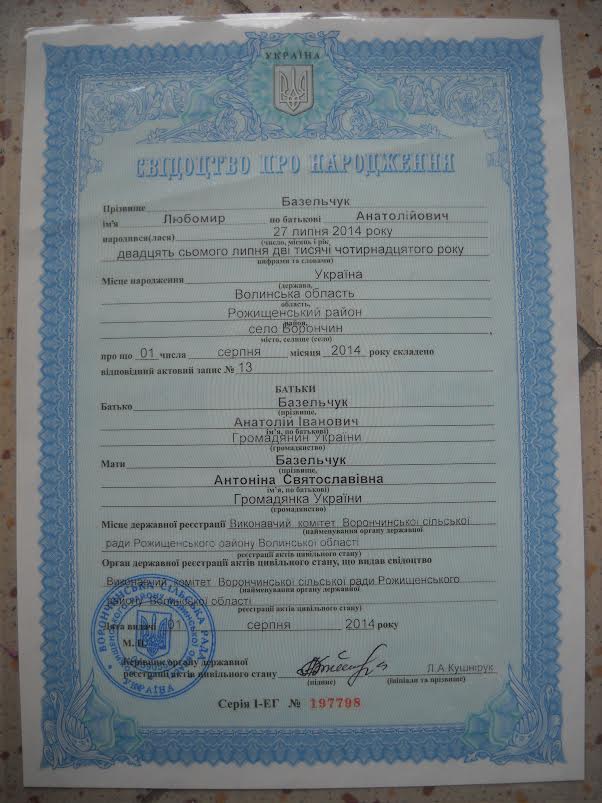 УКРАЇНА
СВІДОЦТВО ПРО НАРОДЖЕННЯ
Прізвище Базельчук
ім'я Любомир по батькові Анатолійович
народився(лася) 27 липня 2014 року
(число, місяць і рік
двадцять сьомого липня дві тисячі чотирнадцятого року
цифрами та словами)
Місце народження Україна
(держава,
Волинська область
область,
Рожищенський район
район,
село Ворончин
місто, селище (село)
про що 01 числа серпня місяця 2014 року складено
відповідний актовий запис № 13
БАТЬКИ
Батько Базельчук
(прізвище,
Анатолій Іванович
ім'я, по батькові)
Громадянин України
(громадянство)
Мати Базельчук
(прізвище,
Антоніна Святославівна
ім'я, по батькові)
Громадянка України
(громадянство)
Місце державної реєстрації Виконавчий комітет Ворончинської сільської
(найменування органу державної
ради Рожищенського району Волинської області
реєстрації актів цивільного стану)
Орган державної реєстрації актів цивільного стану, що видав свідоцтво
Виконавчий комітет Ворончинської сільської ради Рожищенського
(найменування органу державної
району Волинської області
реєстрації актів цивільного стану)
Дата видачі 01 серпня 2014 року
М.П.
Керівник органу державної
реєстрації актів цивільного стану Л.А.Кушнірук
(підпис) (ініціали та прізвище)
Серія І-ЕГ № 197798
ВОРОНЧИНСЬКА СІЛЬСЬКА РАДА
УКРАЇНА